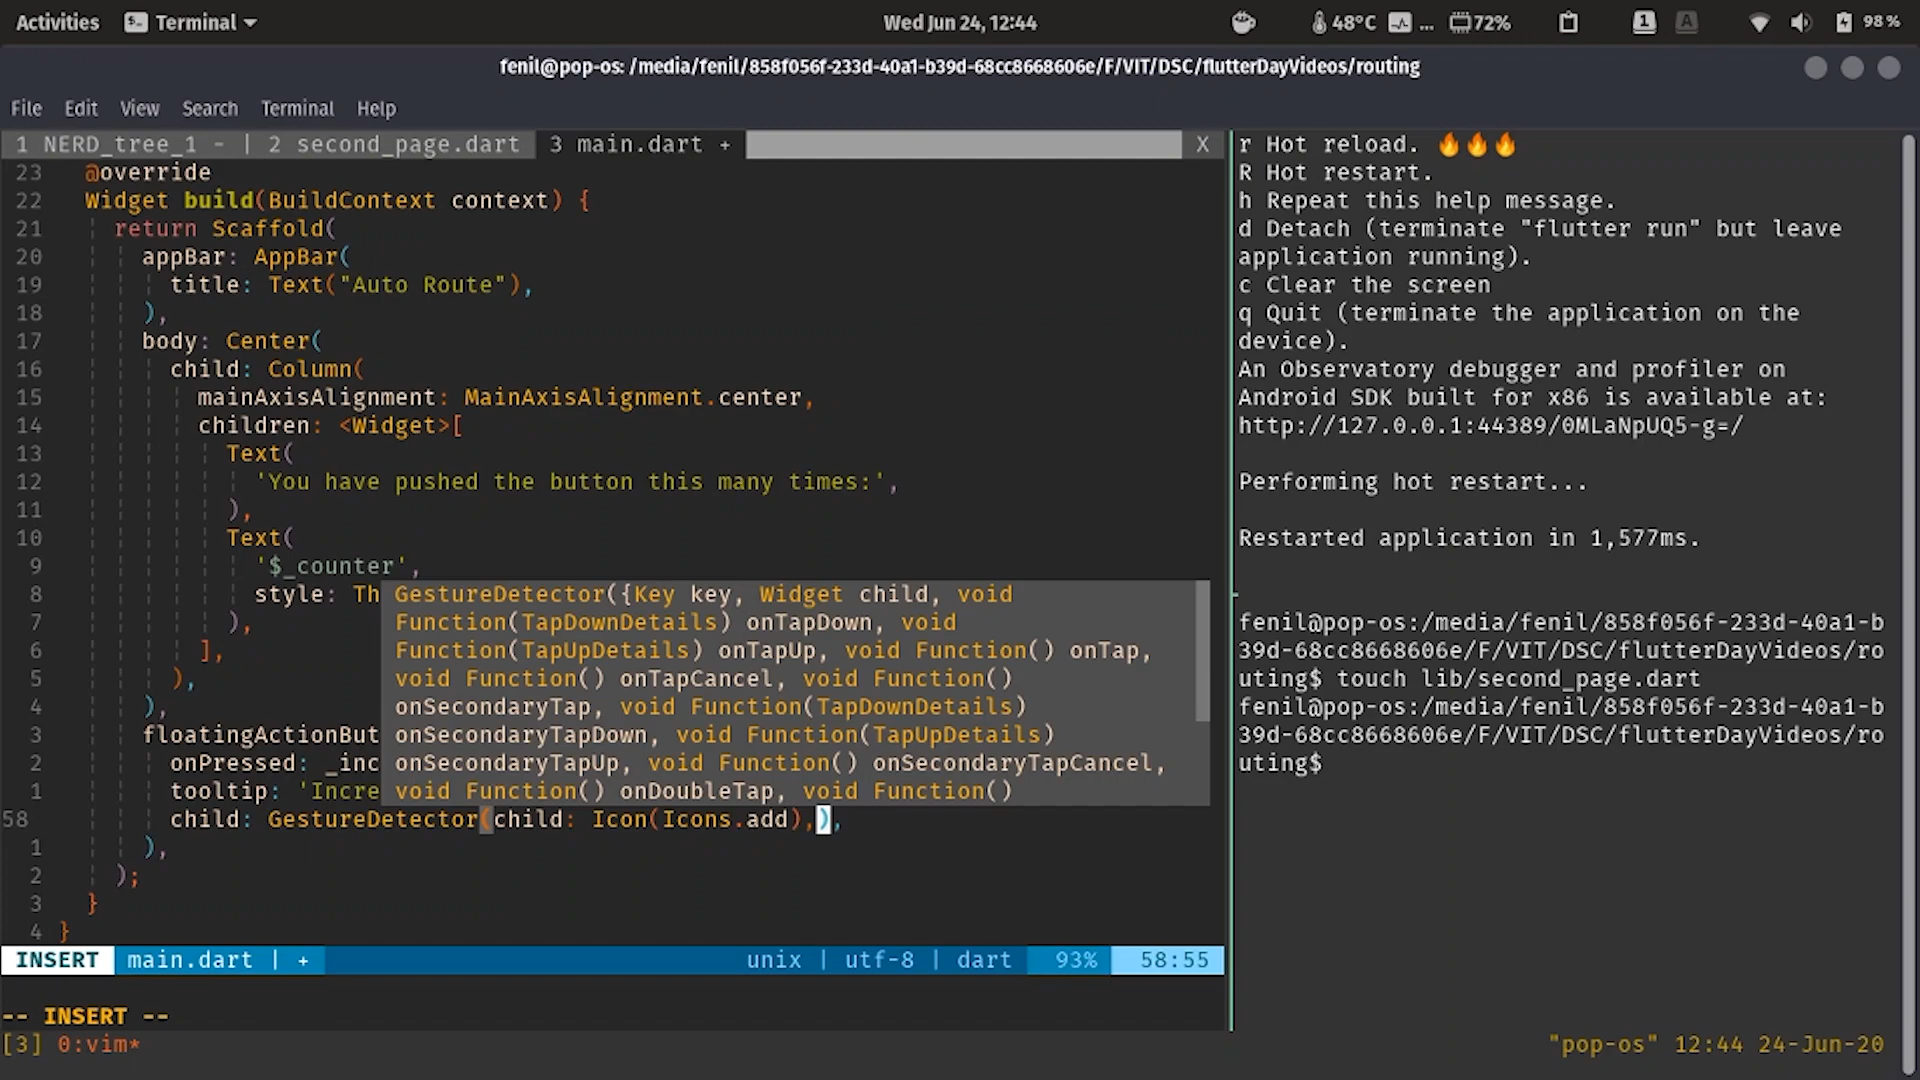 Activities Terminal Wed Jun 24, 12:44 48°C ... 72% 1 A 98%
fenil@pop-os: /media/fenil/858f056f-233d-40a1-b39d-68cc8668606e/F/VIT/DSC/flutterDayVideos/routing
File Edit View Search Terminal Help
1 NERD_tree_1 - | 2 second_page.dart 3 main.dart + X
23 @override
22 Widget build(BuildContext context) {
21 return Scaffold(
20 appBar: AppBar(
19 title: Text("Auto Route"),
18 ),
17 body: Center(
16 child: Column(
15 mainAxisAlignment: MainAxisAlignment.center,
14 children: <Widget>[
13 Text(
12 'You have pushed the button this many times:',
11 ),
10 Text(
9 '$_counter',
8 style: Th
7 ),
6 ],
5 ),
4 ),
3 floatingActionBut
2 onPressed: _inc
1 tooltip: 'Incre
GestureDetector({Key key, Widget child, void
Function(TapDownDetails) onTapDown, void
Function(TapUpDetails) onTapUp, void Function() onTap,
void Function() onTapCancel, void Function()
onSecondaryTap, void Function(TapDownDetails)
onSecondaryTapDown, void Function(TapUpDetails)
onSecondaryTapUp, void Function() onSecondaryTapCancel,
void Function() onDoubleTap, void Function()
58 child: GestureDetector(child: Icon(Icons.add),),
1 ),
2 );
3 }
4 }
INSERT main.dart | + unix | utf-8 | dart 93% 58:55
-- INSERT --
r Hot reload. 🔥🔥🔥
R Hot restart.
h Repeat this help message.
d Detach (terminate "flutter run" but leave
application running).
c Clear the screen
q Quit (terminate the application on the
device).
An Observatory debugger and profiler on
Android SDK built for x86 is available at:
http://127.0.0.1:44389/0MLaNpUQ5-g=/
Performing hot restart...
Restarted application in 1,577ms.
fenil@pop-os:/media/fenil/858f056f-233d-40a1-b
39d-68cc8668606e/F/VIT/DSC/flutterDayVideos/ro
uting$ touch lib/second_page.dart
fenil@pop-os:/media/fenil/858f056f-233d-40a1-b
39d-68cc8668606e/F/VIT/DSC/flutterDayVideos/ro
uting$
[3] 0:vim* "pop-os" 12:44 24-Jun-20